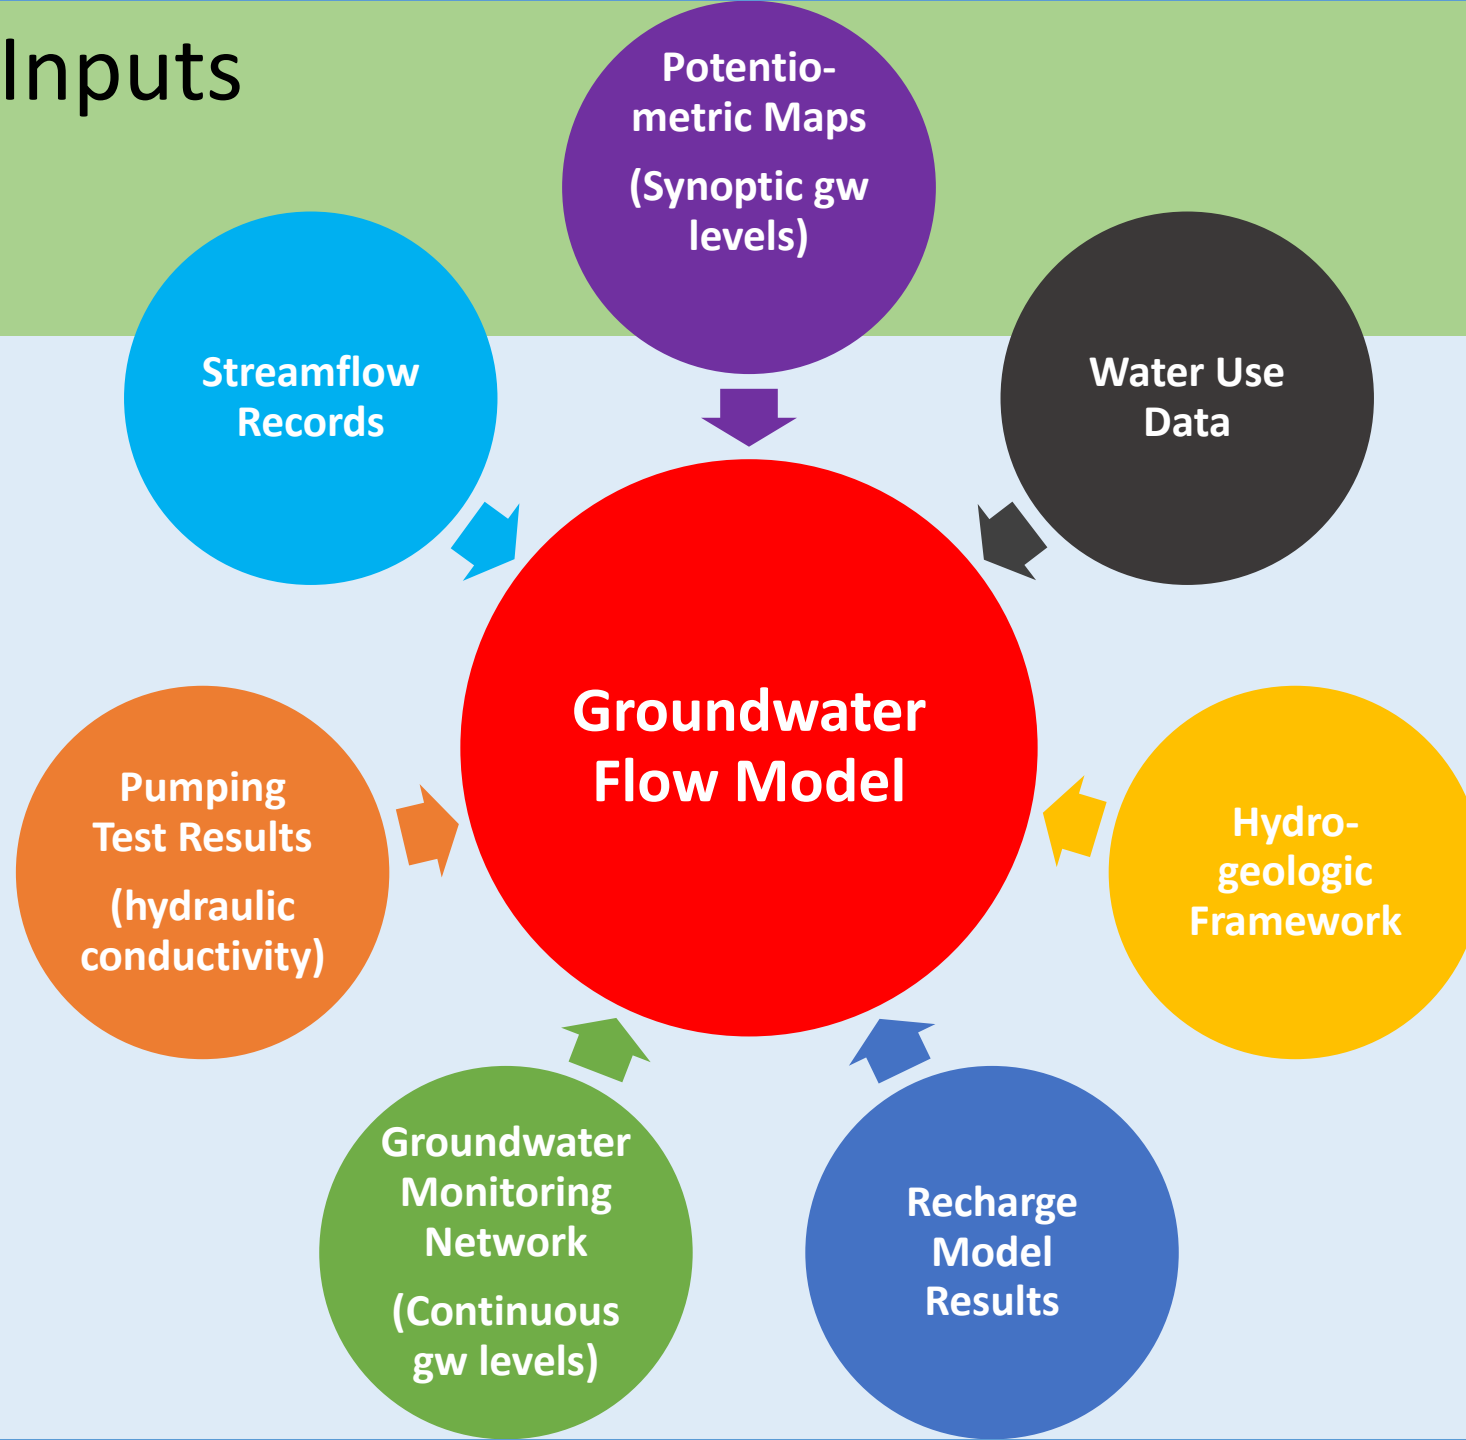 Inputs
Potentio-
metric Maps
(Synoptic gw
levels)
Streamflow
Records
Water Use
Data
Groundwater
Flow Model
Pumping
Test Results
(hydraulic
conductivity)
Hydro-
geologic
Framework
Groundwater
Monitoring
Network
(Continuous
gw levels)
Recharge
Model
Results